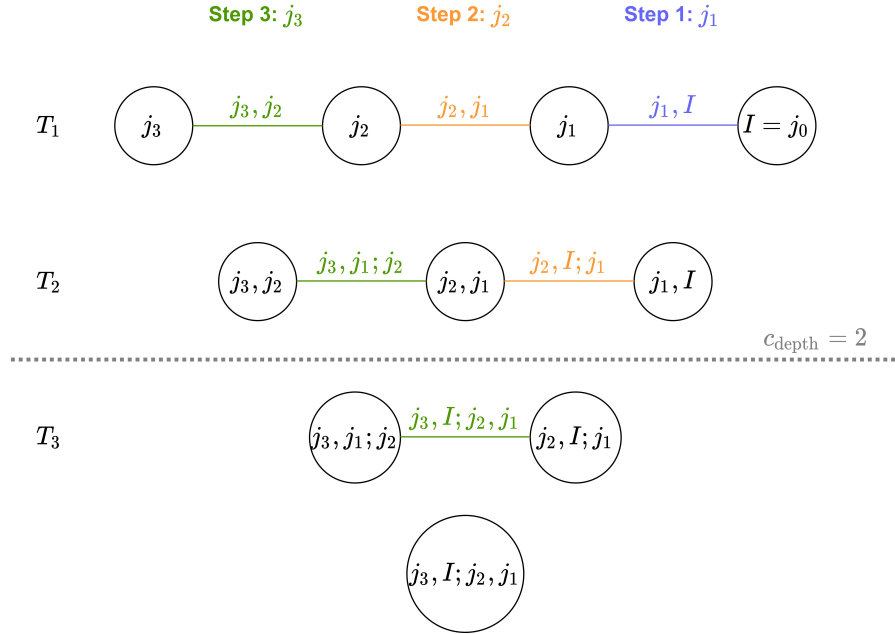 Step 3: j₃ Step 2: j₂ Step 1: j₁
j₃, j₂ j₂, j₁ j₁, I
T₁ j₃ j₂ j₁ I = j₀
j₃, j₁; j₂ j₂, I; j₁
T₂ j₃, j₂ j₂, j₁ j₁, I
c_depth = 2
j₃, I; j₂, j₁
T₃ j₃, j₁; j₂ j₂, I; j₁
j₃, I; j₂, j₁